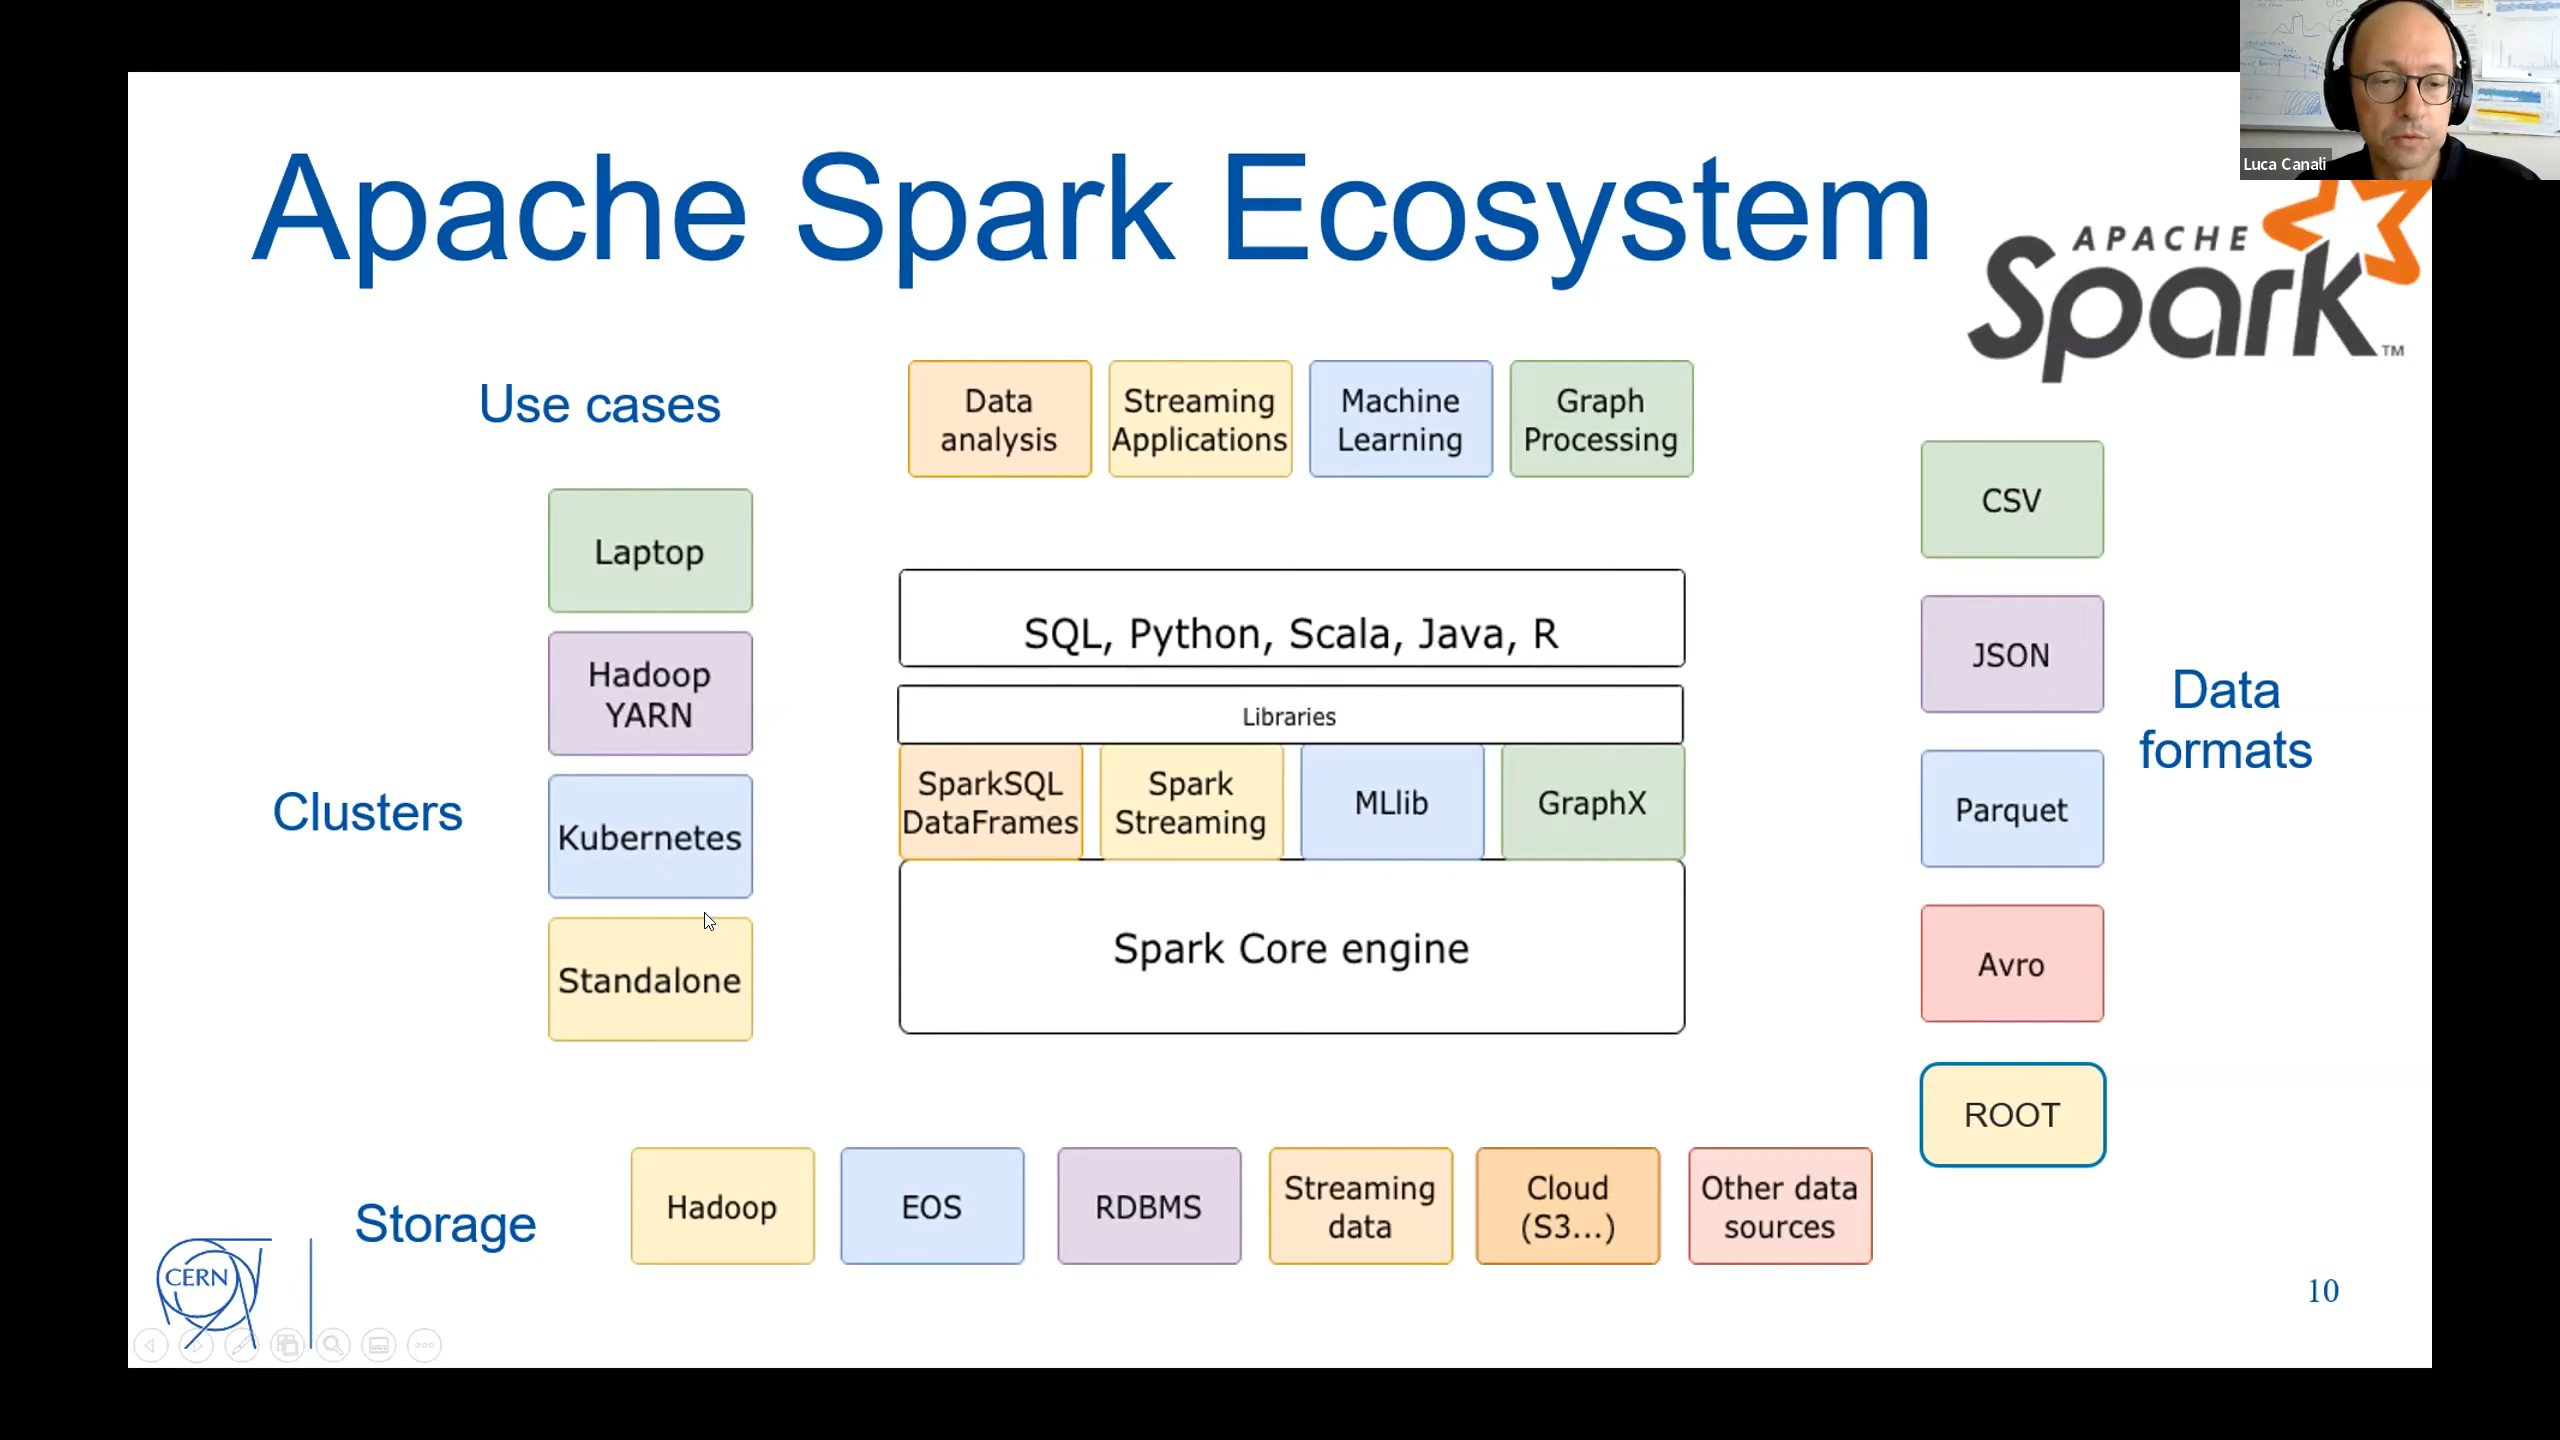 Luca Canali
Apache Spark Ecosystem
APACHE
Spark
TM
Use cases
Data
analysis
Streaming
Applications
Machine
Learning
Graph
Processing
Clusters
Laptop
Hadoop
YARN
Kubernetes
Standalone
SQL, Python, Scala, Java, R
Libraries
SparkSQL
DataFrames
Spark
Streaming
MLlib
GraphX
Spark Core engine
CSV
JSON
Parquet
Avro
ROOT
Data
formats
Storage
Hadoop
EOS
RDBMS
Streaming
data
Cloud
(S3...)
Other data
sources
CERN
10